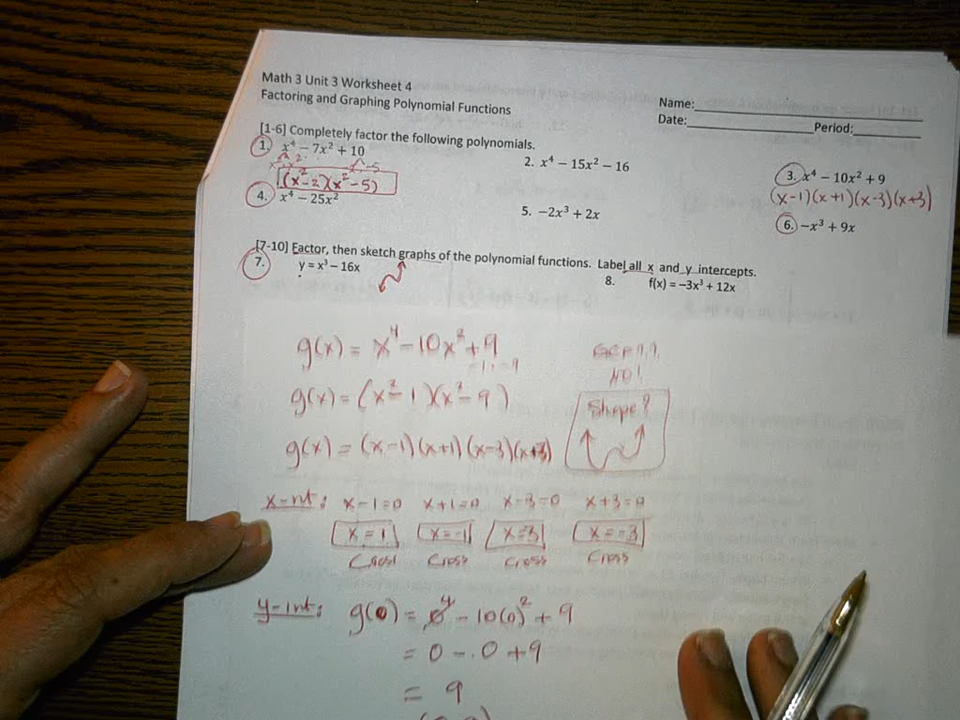 Math 3 Unit 3 Worksheet 4
Factoring and Graphing Polynomial Functions
Name:
Date: Period:
[1-6] Completely factor the following polynomials.
1. x⁴ – 7x² + 10
2. x⁴ – 15x² – 16
3. x⁴ – 10x² + 9
(x²-2)(x²-5)
(x-1)(x+1)(x-3)(x+3)
4. x⁴ – 25x²
5. –2x³ + 2x
6. –x³ + 9x
[7-10] Factor, then sketch graphs of the polynomial functions. Label all x and y intercepts.
7. y = x³ – 16x
8. f(x) = –3x³ + 12x
g(x) = x⁴ - 10x² + 9
GCF??
-1, -9
NO!
g(x) = (x² - 1)(x² - 9)
Shape?
g(x) = (x-1)(x+1)(x-3)(x+3)
x-int: x-1=0 x+1=0 x-3=0 x+3=0
x=1 x=-1 x=3 x=-3
Cross Cross Cross Cross
y-int: g(0) = 0⁴ - 10(0)² + 9
= 0 - 0 + 9
= 9